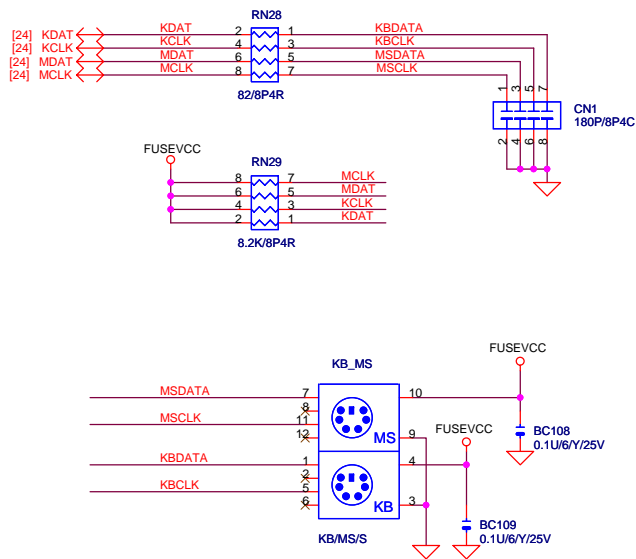 RN28
[24] KDAT KDAT 2 1 KBDATA
[24] KCLK KCLK 4 3 KBCLK
[24] MDAT MDAT 6 5 MSDATA
[24] MCLK MCLK 8 7 MSCLK
82/8P4R
1 3 5 7
CN1
180P/8P4C
2 4 6 8
FUSEVCC
RN29
8 7 MCLK
6 5 MDAT
4 3 KCLK
2 1 KDAT
8.2K/8P4R
FUSEVCC
KB_MS
MSDATA 7 10
8
MSCLK 11
12 MS 9
FUSEVCC
BC108
0.1U/6/Y/25V
KBDATA 1 4
2
KBCLK 5
6 KB 3
BC109
0.1U/6/Y/25V
KB/MS/S